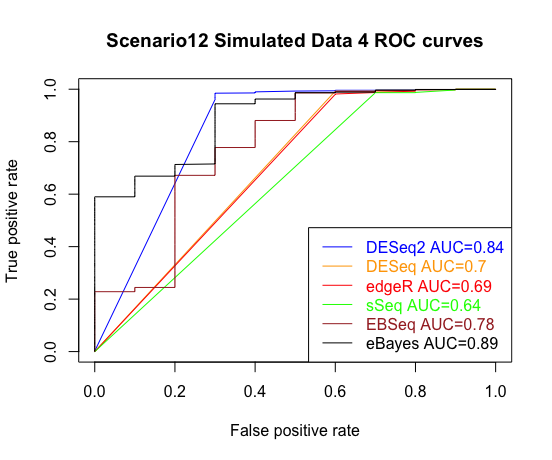 Scenario12 Simulated Data 4 ROC curves
True positive rate
1.0
0.8
0.6
0.4
0.2
0.0
DESeq2 AUC=0.84
DESeq AUC=0.7
edgeR AUC=0.69
sSeq AUC=0.64
EBSeq AUC=0.78
eBayes AUC=0.89
0.0 0.2 0.4 0.6 0.8 1.0
False positive rate